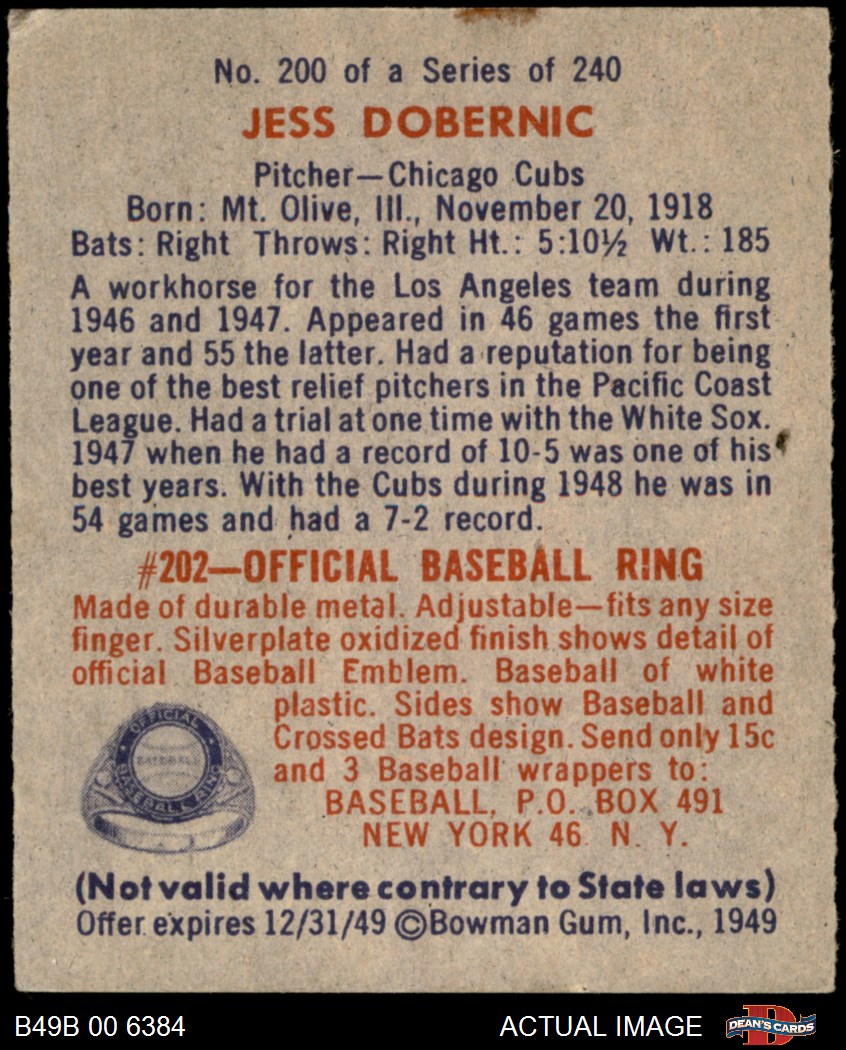 No. 200 of a Series of 240
JESS DOBERNIC
Pitcher—Chicago Cubs
Born: Mt. Olive, Ill., November 20, 1918
Bats: Right Throws: Right Ht.: 5:10½ Wt.: 185
A workhorse for the Los Angeles team during
1946 and 1947. Appeared in 46 games the first
year and 55 the latter. Had a reputation for being
one of the best relief pitchers in the Pacific Coast
League. Had a trial at one time with the White Sox.
1947 when he had a record of 10-5 was one of his
best years. With the Cubs during 1948 he was in
54 games and had a 7-2 record.
#202—OFFICIAL BASEBALL RING
Made of durable metal. Adjustable—fits any size
finger. Silverplate oxidized finish shows detail of
official Baseball Emblem. Baseball of white
plastic. Sides show Baseball and
Crossed Bats design. Send only 15c
and 3 Baseball wrappers to:
BASEBALL, P.O. BOX 491
NEW YORK 46 N. Y.
OFFICIAL
BASEBALL
BASEBALL RING
(Not valid where contrary to State laws)
Offer expires 12/31/49 ©Bowman Gum, Inc., 1949
B49B 00 6384
ACTUAL IMAGE
DEAN'S CARDS